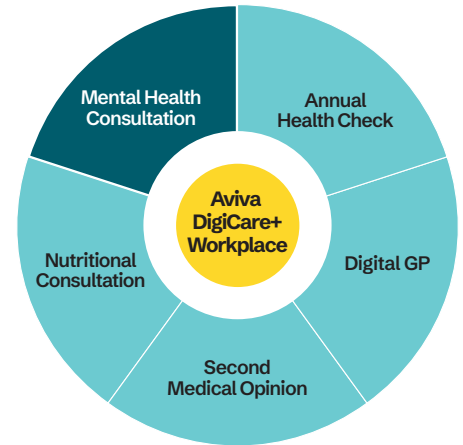 Mental Health
Consultation
Annual
Health Check
Aviva
DigiCare+
Workplace
Nutritional
Consultation
Digital GP
Second
Medical Opinion